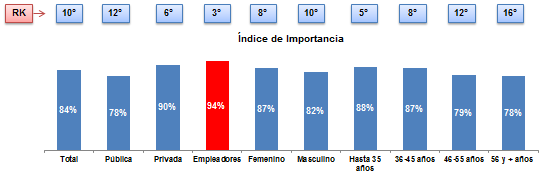 RK 10° 12° 6° 3° 8° 10° 5° 8° 12° 16°
Índice de Importancia
84% 78% 90% 94% 87% 82% 88% 87% 79% 78%
Total Pública Privada Empleadores Femenino Masculino Hasta 35 36-45 años 46-55 años 56 y + años
años